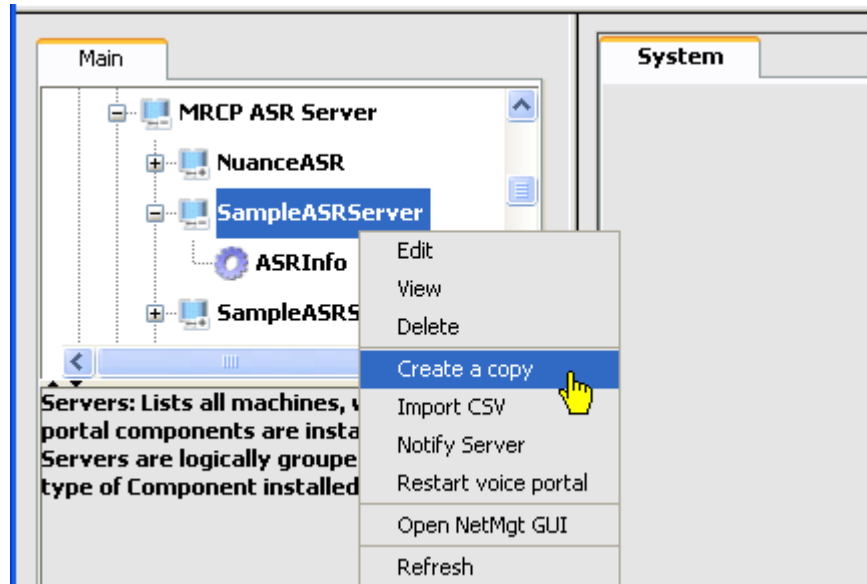 Main
System
MRCP ASR Server
NuanceASR
SampleASRServer
ASRInfo
SampleASRS
Edit
View
Delete
Create a copy
Import CSV
Notify Server
Restart voice portal
Open NetMgt GUI
Refresh
Servers: Lists all machines,
portal components are insta
Servers are logically groupe
type of Component installed